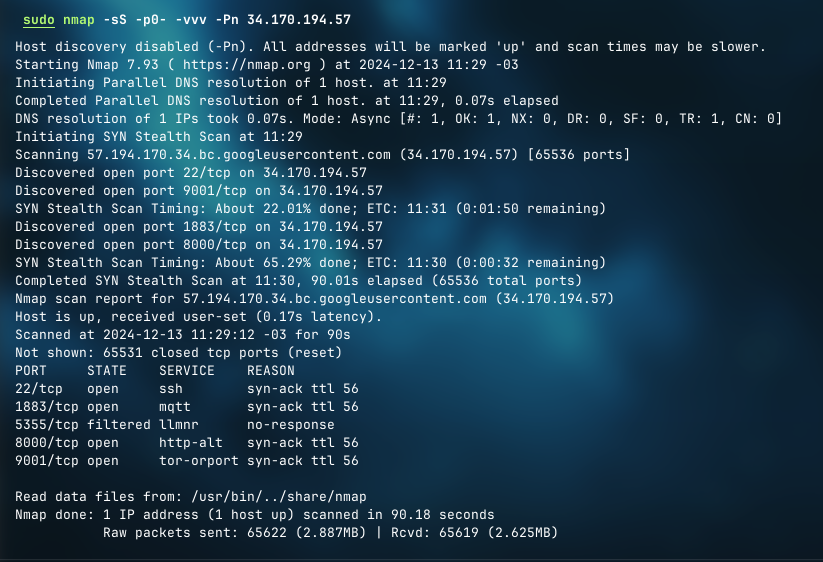 sudo nmap -sS -p0- -vvv -Pn 34.170.194.57
Host discovery disabled (-Pn). All addresses will be marked 'up' and scan times may be slower.
Starting Nmap 7.93 ( https://nmap.org ) at 2024-12-13 11:29 -03
Initiating Parallel DNS resolution of 1 host. at 11:29
Completed Parallel DNS resolution of 1 host. at 11:29, 0.07s elapsed
DNS resolution of 1 IPs took 0.07s. Mode: Async [#: 1, OK: 1, NX: 0, DR: 0, SF: 0, TR: 1, CN: 0]
Initiating SYN Stealth Scan at 11:29
Scanning 57.194.170.34.bc.googleusercontent.com (34.170.194.57) [65536 ports]
Discovered open port 22/tcp on 34.170.194.57
Discovered open port 9001/tcp on 34.170.194.57
SYN Stealth Scan Timing: About 22.01% done; ETC: 11:31 (0:01:50 remaining)
Discovered open port 1883/tcp on 34.170.194.57
Discovered open port 8000/tcp on 34.170.194.57
SYN Stealth Scan Timing: About 65.29% done; ETC: 11:30 (0:00:32 remaining)
Completed SYN Stealth Scan at 11:30, 90.01s elapsed (65536 total ports)
Nmap scan report for 57.194.170.34.bc.googleusercontent.com (34.170.194.57)
Host is up, received user-set (0.17s latency).
Scanned at 2024-12-13 11:29:12 -03 for 90s
Not shown: 65531 closed tcp ports (reset)
PORT     STATE    SERVICE    REASON
22/tcp   open     ssh        syn-ack ttl 56
1883/tcp open     mqtt       syn-ack ttl 56
5355/tcp filtered llmnr      no-response
8000/tcp open     http-alt   syn-ack ttl 56
9001/tcp open     tor-orport syn-ack ttl 56
Read data files from: /usr/bin/../share/nmap
Nmap done: 1 IP address (1 host up) scanned in 90.18 seconds
           Raw packets sent: 65622 (2.887MB) | Rcvd: 65619 (2.625MB)